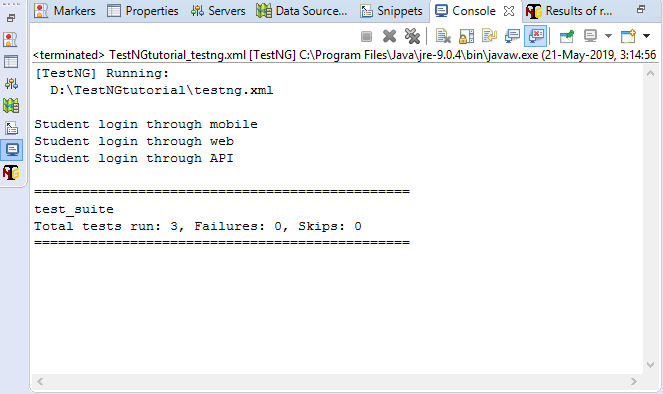 Markers Properties Servers Data Source... Snippets Console Results of r...
<terminated> TestNGtutorial_testng.xml [TestNG] C:\Program Files\Java\jre-9.0.4\bin\javaw.exe (21-May-2019, 3:14:56
[TestNG] Running:
D:\TestNGtutorial\testng.xml
Student login through mobile
Student login through web
Student login through API
===============================================
test_suite
Total tests run: 3, Failures: 0, Skips: 0
===============================================